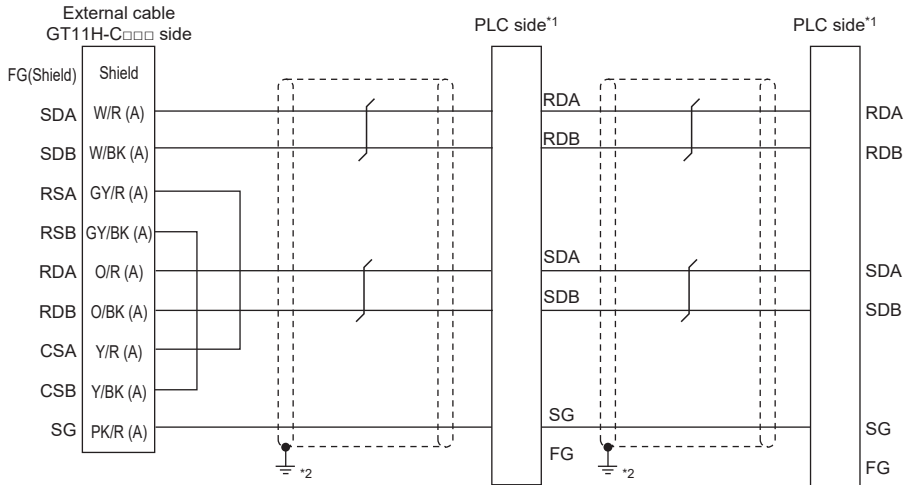 External cable
GT11H-C□□□ side
PLC side*1
PLC side*1
FG(Shield) Shield
SDA W/R (A) RDA RDA
SDB W/BK (A) RDB RDB
RSA GY/R (A)
RSB GY/BK (A)
RDA O/R (A) SDA SDA
RDB O/BK (A) SDB SDB
CSA Y/R (A)
CSB Y/BK (A)
SG PK/R (A) SG SG
FG FG
*2 *2